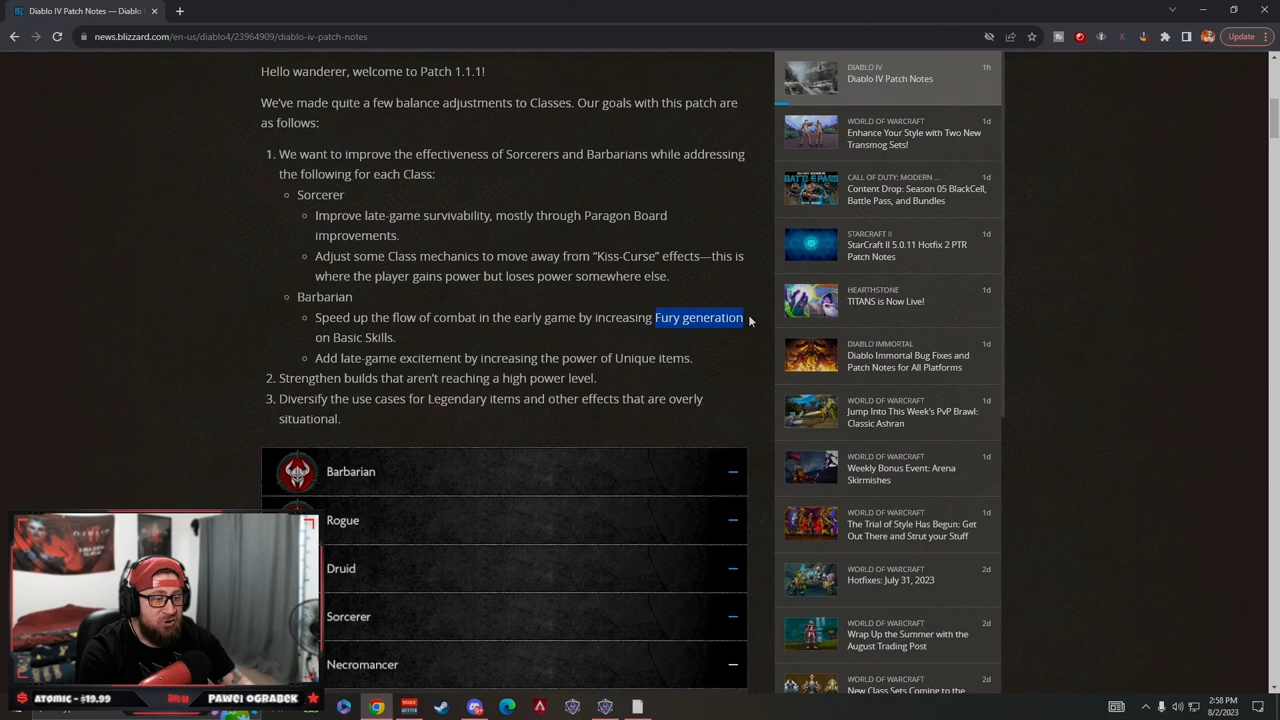 Diablo IV Patch Notes — Diablo
news.blizzard.com/en-us/diablo4/23964909/diablo-iv-patch-notes
Update
Hello wanderer, welcome to Patch 1.1.1!
We've made quite a few balance adjustments to Classes. Our goals with this patch are
as follows:
1. We want to improve the effectiveness of Sorcerers and Barbarians while addressing
the following for each Class:
Sorcerer
Improve late-game survivability, mostly through Paragon Board
improvements.
Adjust some Class mechanics to move away from “Kiss-Curse” effects—this is
where the player gains power but loses power somewhere else.
Barbarian
Speed up the flow of combat in the early game by increasing Fury generation
on Basic Skills.
Add late-game excitement by increasing the power of Unique items.
2. Strengthen builds that aren't reaching a high power level.
3. Diversify the use cases for Legendary items and other effects that are overly
situational.
Barbarian
Rogue
Druid
Sorcerer
Necromancer
DIABLO IV 1h
Diablo IV Patch Notes
WORLD OF WARCRAFT 1d
Enhance Your Style with Two New
Transmog Sets!
CALL OF DUTY: MODERN ... 1d
Content Drop: Season 05 BlackCell,
Battle Pass, and Bundles
STARCRAFT II 1d
StarCraft II 5.0.11 Hotfix 2 PTR
Patch Notes
HEARTHSTONE 1d
TITANS is Now Live!
DIABLO IMMORTAL 1d
Diablo Immortal Bug Fixes and
Patch Notes for All Platforms
WORLD OF WARCRAFT 1d
Jump Into This Week's PvP Brawl:
Classic Ashran
WORLD OF WARCRAFT 1d
Weekly Bonus Event: Arena
Skirmishes
WORLD OF WARCRAFT 1d
The Trial of Style Has Begun: Get
Out There and Strut your Stuff
WORLD OF WARCRAFT 2d
Hotfixes: July 31, 2023
WORLD OF WARCRAFT 2d
Wrap Up the Summer with the
August Trading Post
WORLD OF WARCRAFT 2d
New Class Sets Coming to the
$ ATOMIC - $19.99 PAWEL OGRABEK
2:58 PM
8/2/2023